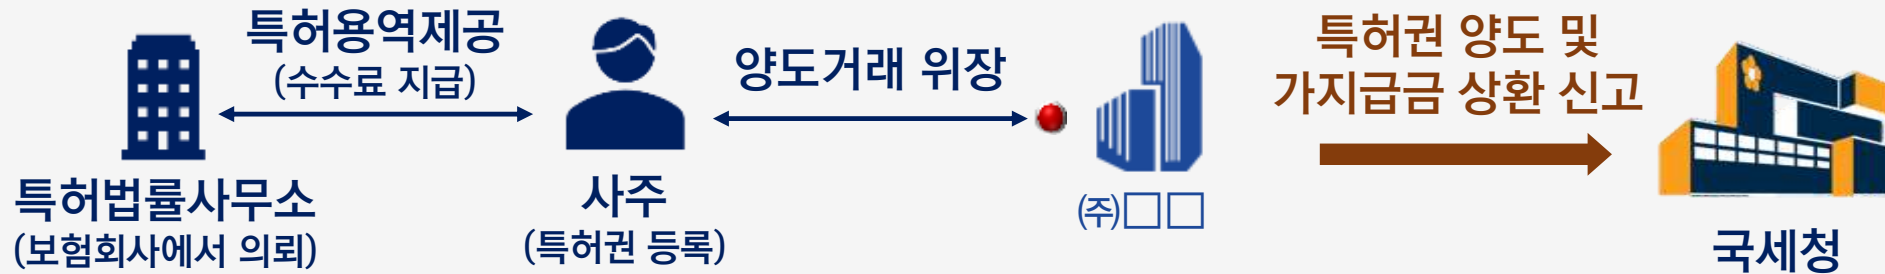 특허용역제공
(수수료 지급)
특허법률사무소
(보험회사에서 의뢰)
사주
(특허권 등록)
양도거래 위장
㈜□□
특허권 양도 및
가지급금 상환 신고
국세청